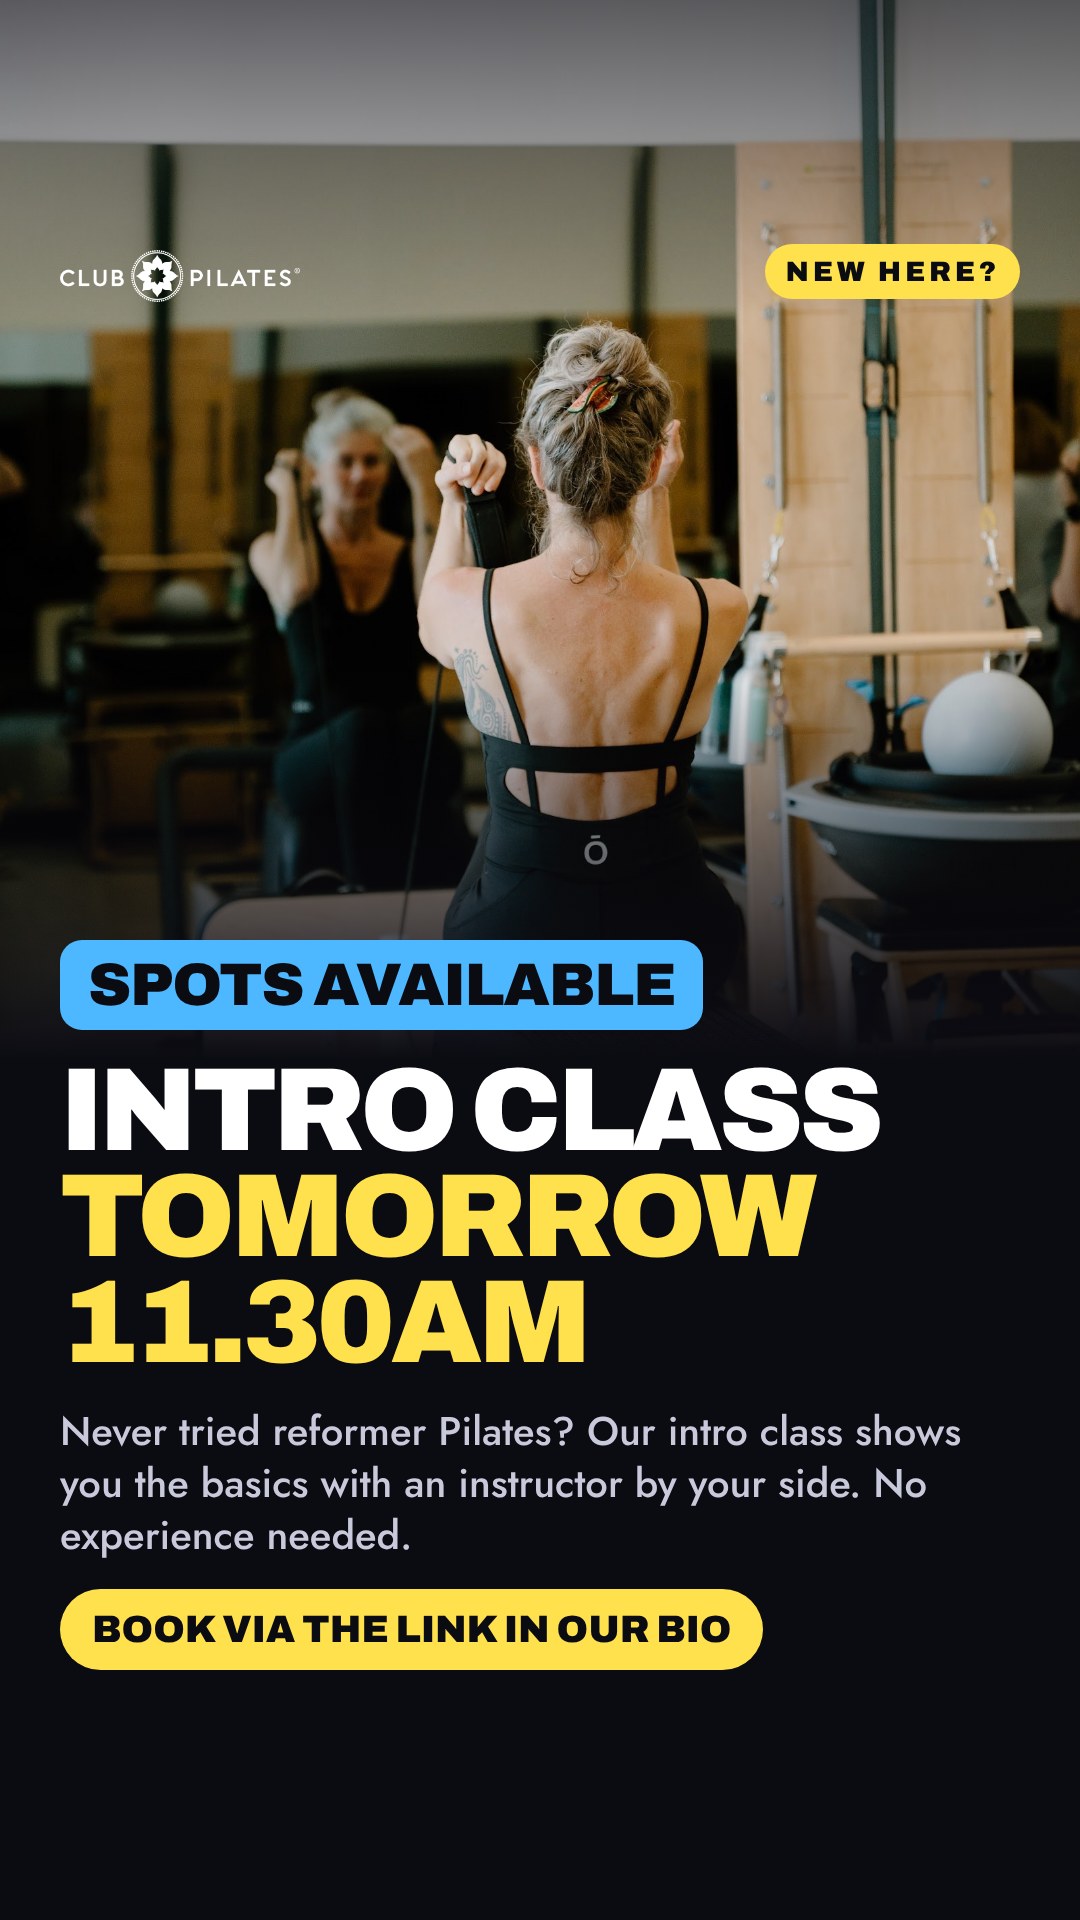 CLUB PILATES®
NEW HERE?
ō
SPOTS AVAILABLE
INTRO CLASS
TOMORROW
11.30AM
Never tried reformer Pilates? Our intro class shows
you the basics with an instructor by your side. No
experience needed.
BOOK VIA THE LINK IN OUR BIO